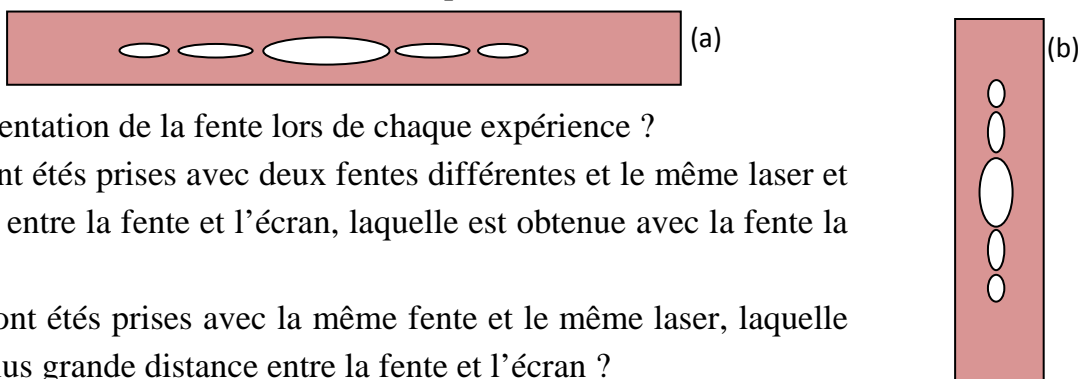 (a)
(b)
entation de la fente lors de chaque expérience ?
nt étés prises avec deux fentes différentes et le même laser et
entre la fente et l’écran, laquelle est obtenue avec la fente la
ont étés prises avec la même fente et le même laser, laquelle
lus grande distance entre la fente et l’écran ?